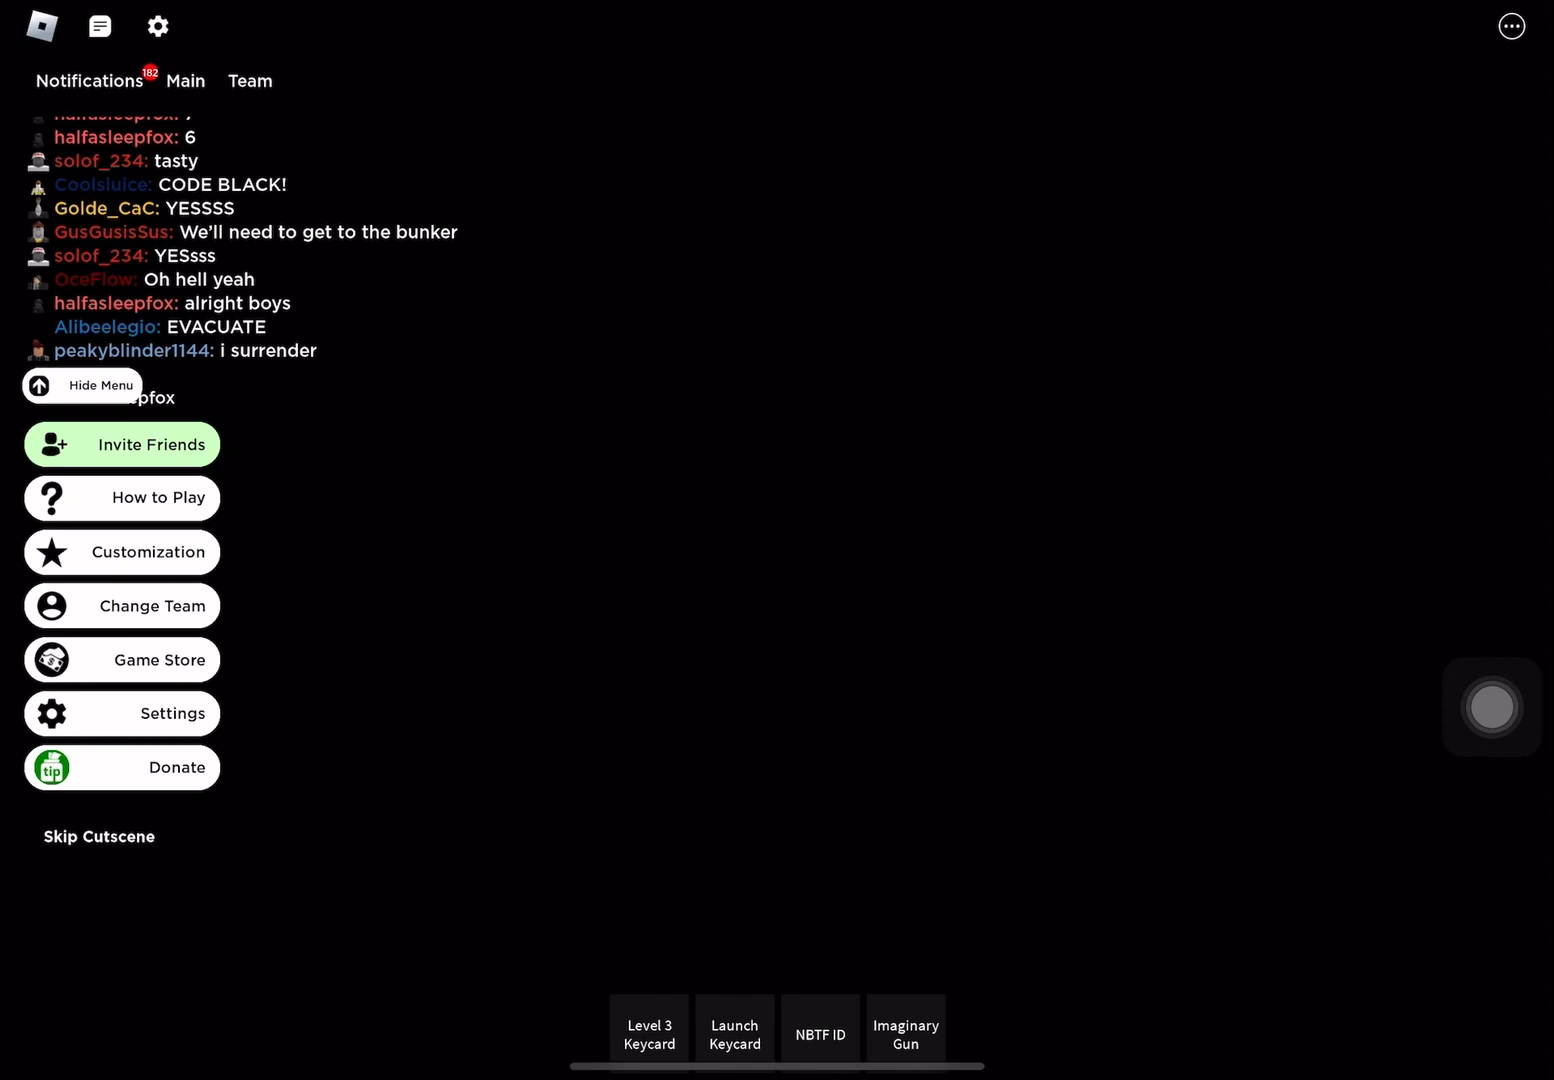 Notifications 182 Main Team
halfasleepfox: 7
halfasleepfox: 6
solof_234: tasty
Coolsluice: CODE BLACK!
Golde_CaC: YESSSS
GusGusisSus: We’ll need to get to the bunker
solof_234: YESsss
OceFlow: Oh hell yeah
halfasleepfox: alright boys
Alibeelegio: EVACUATE
peakyblinder1144: i surrender
Hide Menu
epfox
Invite Friends
How to Play
Customization
Change Team
Game Store
Settings
tip Donate
Skip Cutscene
Level 3 Keycard
Launch Keycard
NBTF ID
Imaginary Gun